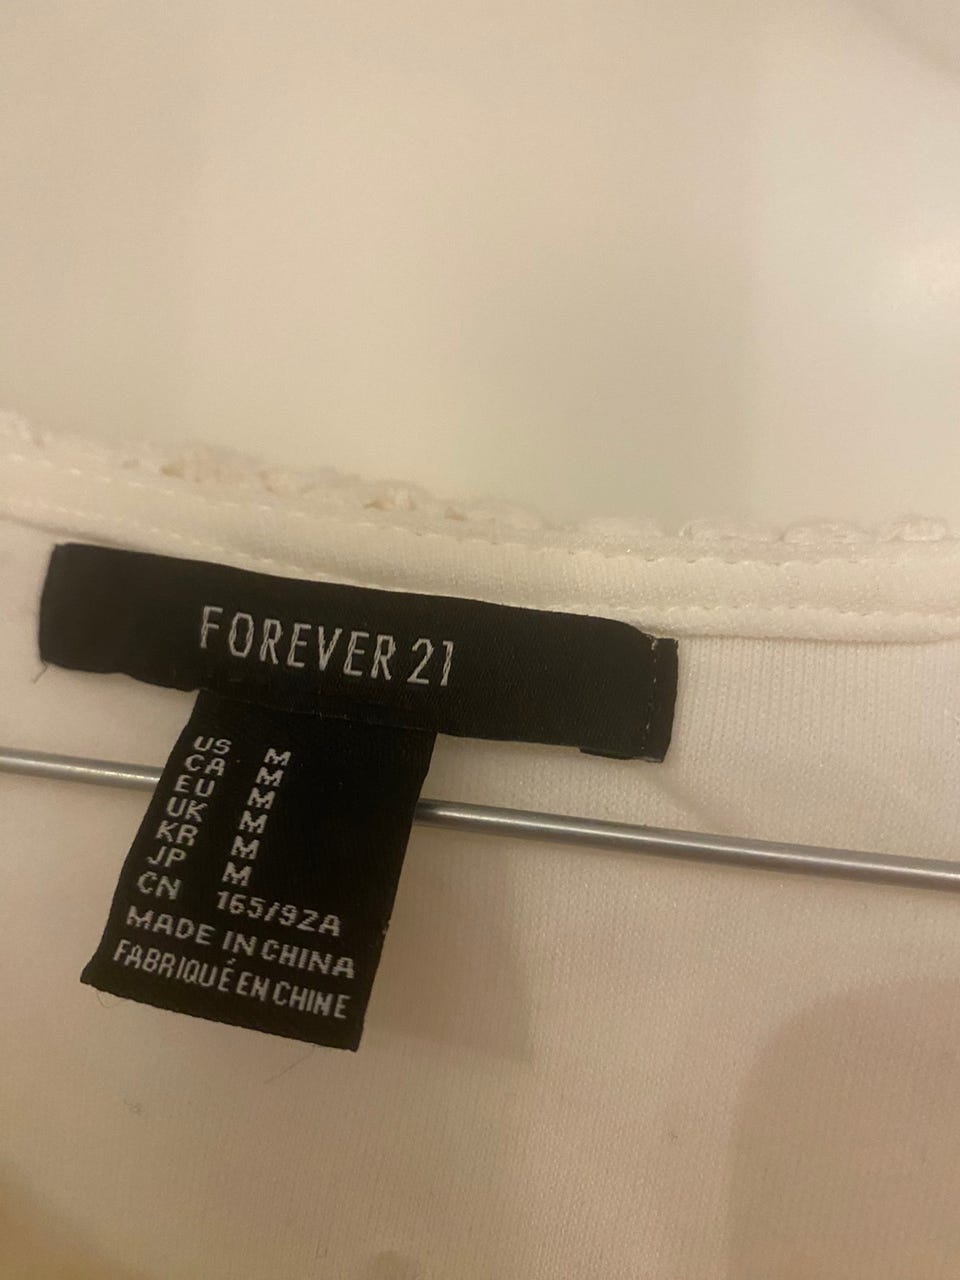 FOREVER 21
US M
CA M
EU M
UK M
KR M
JP M
CN 165/92A
MADE IN CHINA
FABRIQUÉ EN CHINE